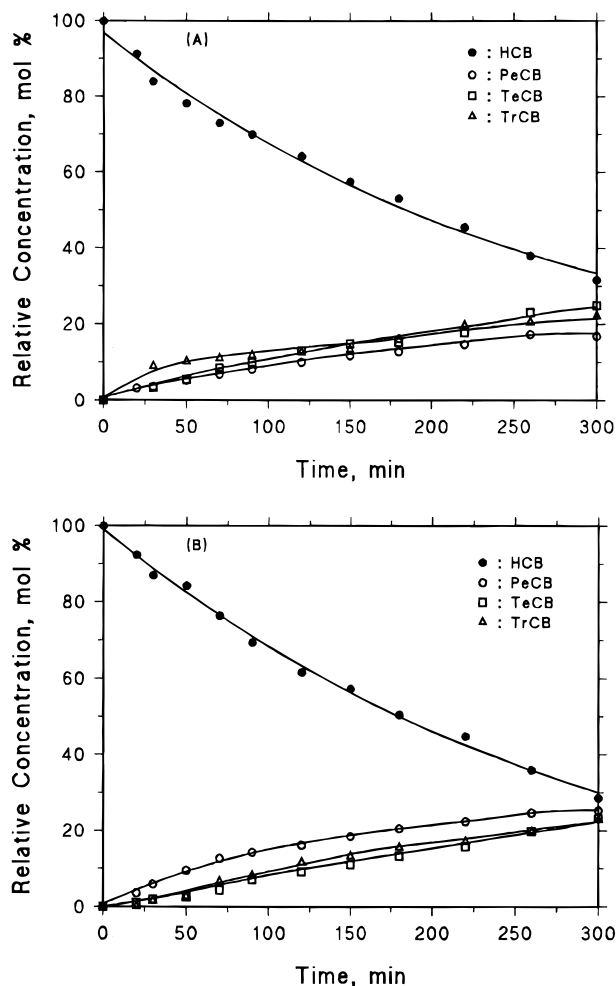 (A)
● : HCB
○ : PeCB
□ : TeCB
△ : TrCB
Relative Concentration, mol %
100
80
60
40
20
0
0 50 100 150 200 250 300
Time, min
(B)
● : HCB
○ : PeCB
□ : TeCB
△ : TrCB
Relative Concentration, mol %
100
80
60
40
20
0
0 50 100 150 200 250 300
Time, min